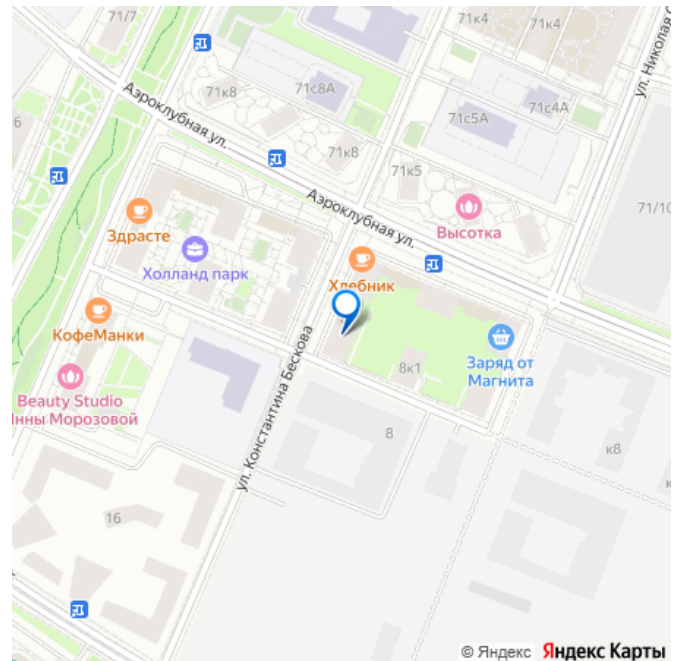 71/7
71к4
71к4
ул. Николая С
71к8
71с8А
6
Аэроклубная ул.
71с5А
71с4А
71к8
71к5
71/10
Аэроклубная ул.
Высотка
Здрасте
Холланд парк
Хлебник
КофеМанки
8к1
Заряд от
Магнита
Beauty Studio
Інны Морозовой
ул. Константина Бескова
8
к8
к
16
© Яндекс Яндекс Карты